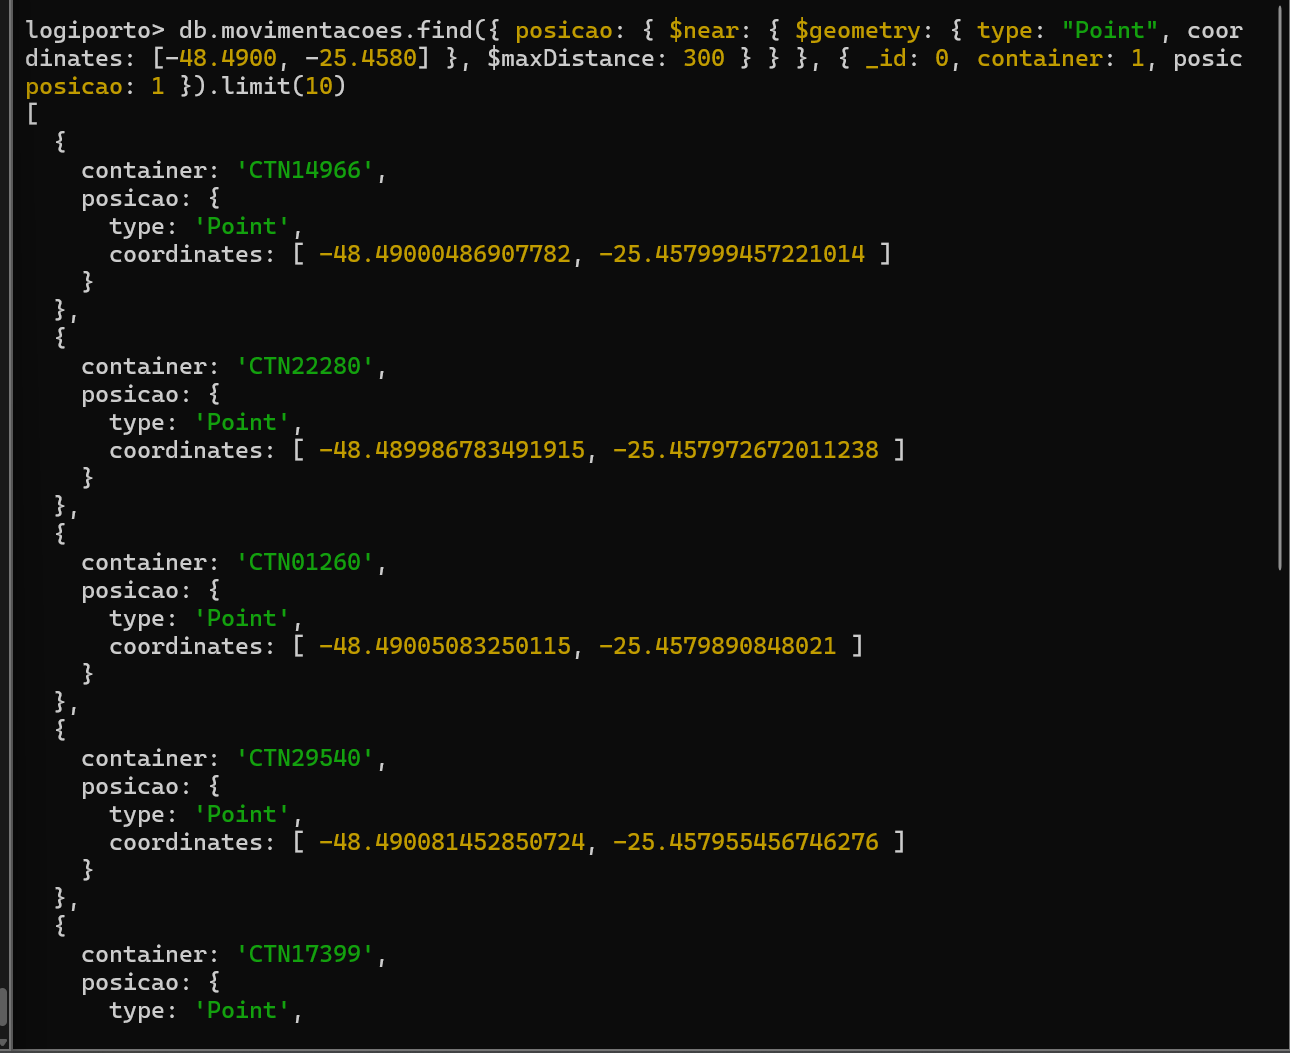 logiporto> db.movimentacoes.find({ posicao: { $near: { $geometry: { type: "Point", coor
dinates: [-48.4900, -25.4580] }, $maxDistance: 300 } } }, { _id: 0, container: 1, posic
posicao: 1 }).limit(10)
[
  {
    container: 'CTN14966',
    posicao: {
      type: 'Point',
      coordinates: [ -48.49000486907782, -25.457999457221014 ]
    }
  },
  {
    container: 'CTN22280',
    posicao: {
      type: 'Point',
      coordinates: [ -48.489986783491915, -25.457972672011238 ]
    }
  },
  {
    container: 'CTN01260',
    posicao: {
      type: 'Point',
      coordinates: [ -48.49005083250115, -25.4579890848021 ]
    }
  },
  {
    container: 'CTN29540',
    posicao: {
      type: 'Point',
      coordinates: [ -48.490081452850724, -25.457955456746276 ]
    }
  },
  {
    container: 'CTN17399',
    posicao: {
      type: 'Point',